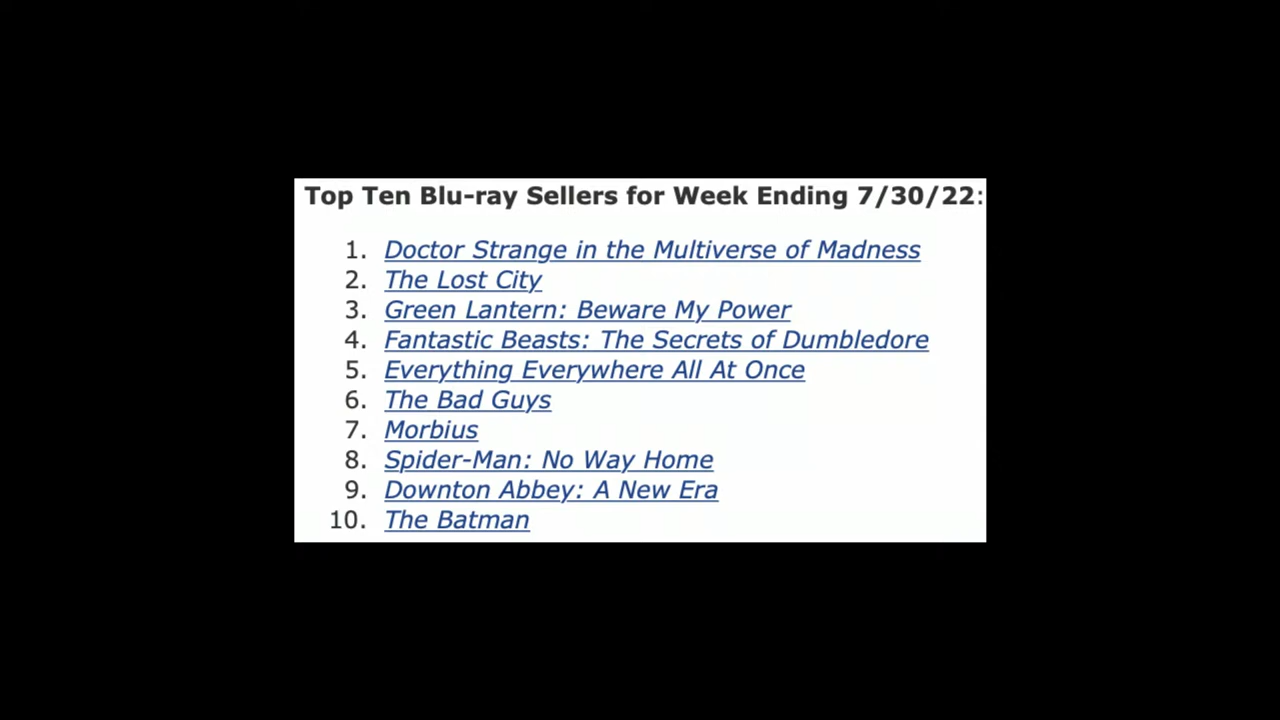 Top Ten Blu-ray Sellers for Week Ending 7/30/22:
1. Doctor Strange in the Multiverse of Madness
2. The Lost City
3. Green Lantern: Beware My Power
4. Fantastic Beasts: The Secrets of Dumbledore
5. Everything Everywhere All At Once
6. The Bad Guys
7. Morbius
8. Spider-Man: No Way Home
9. Downton Abbey: A New Era
10. The Batman